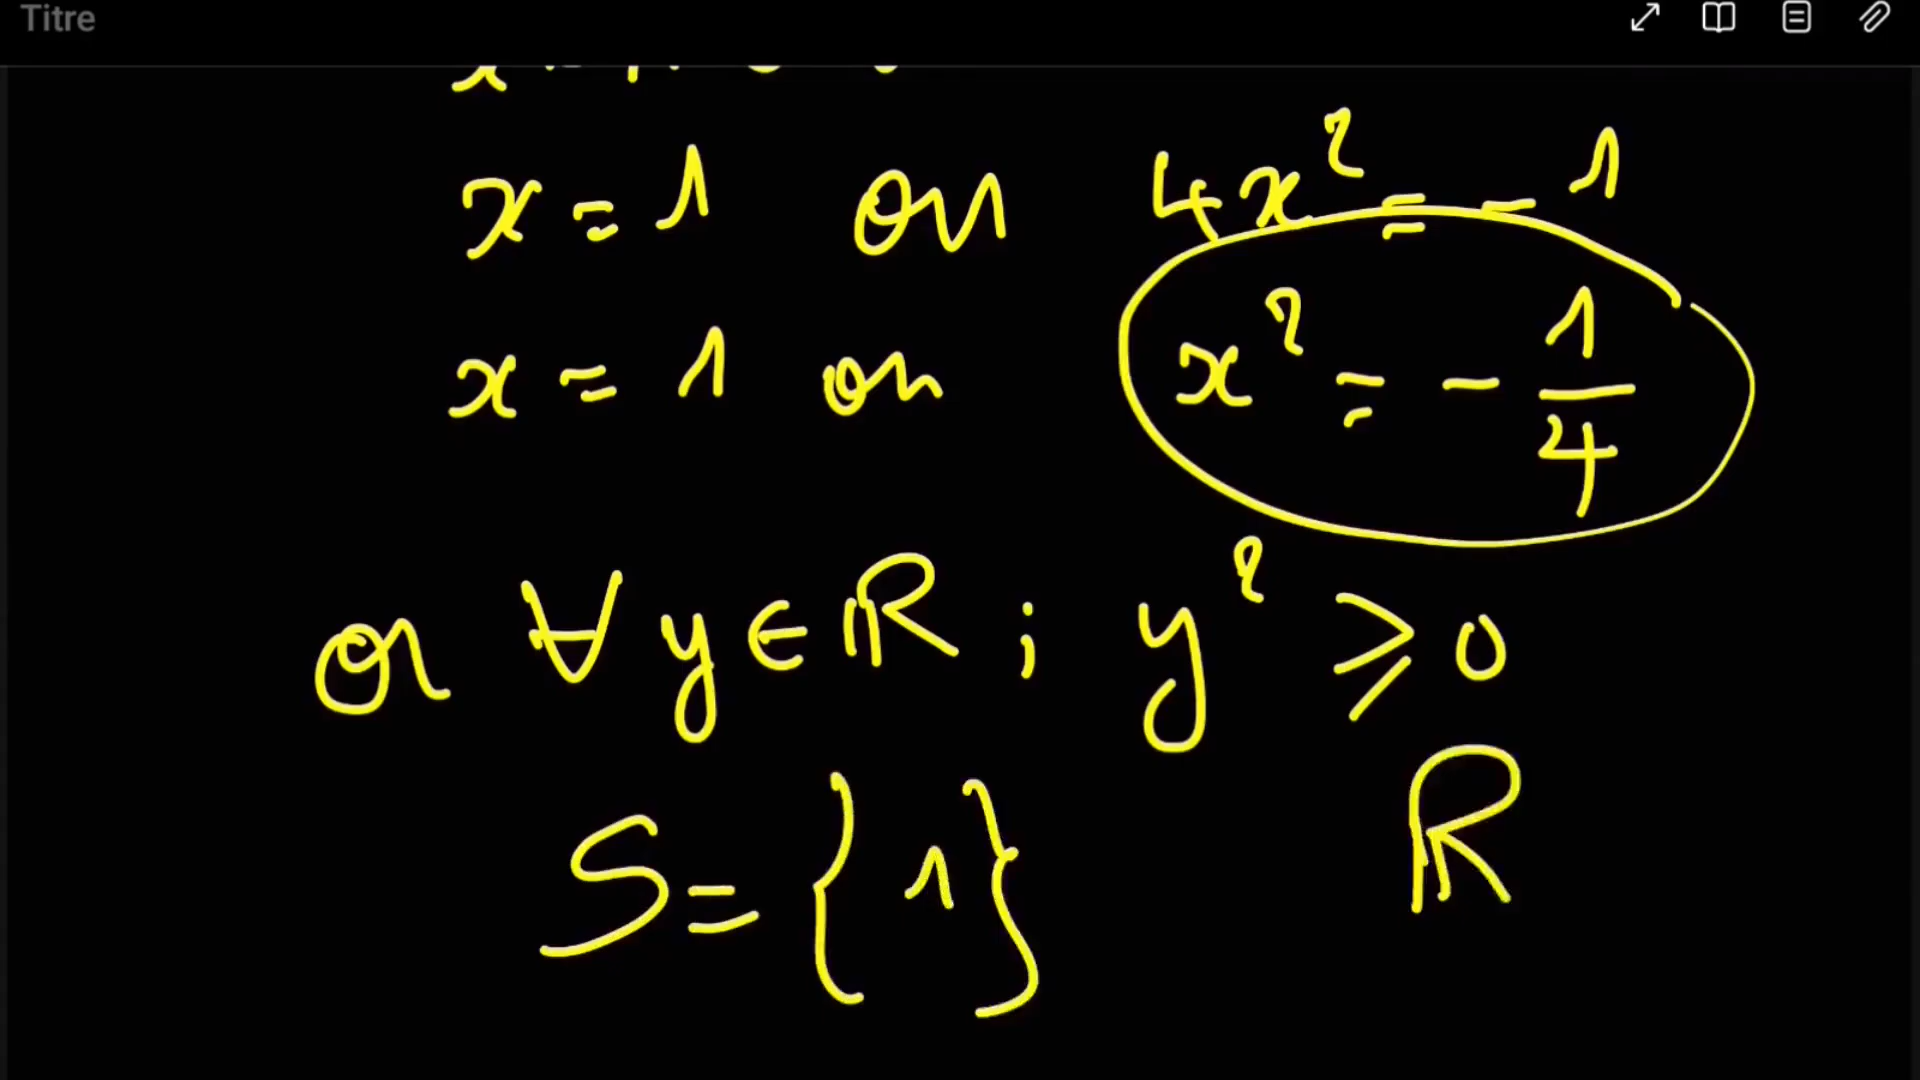 Titre
x = 1 ou 4x² = - 1
x = 1 ou x² = - 1/4
or ∀ y ∈ ℝ ; y² ⩾ 0
S = { 1 } ℝ